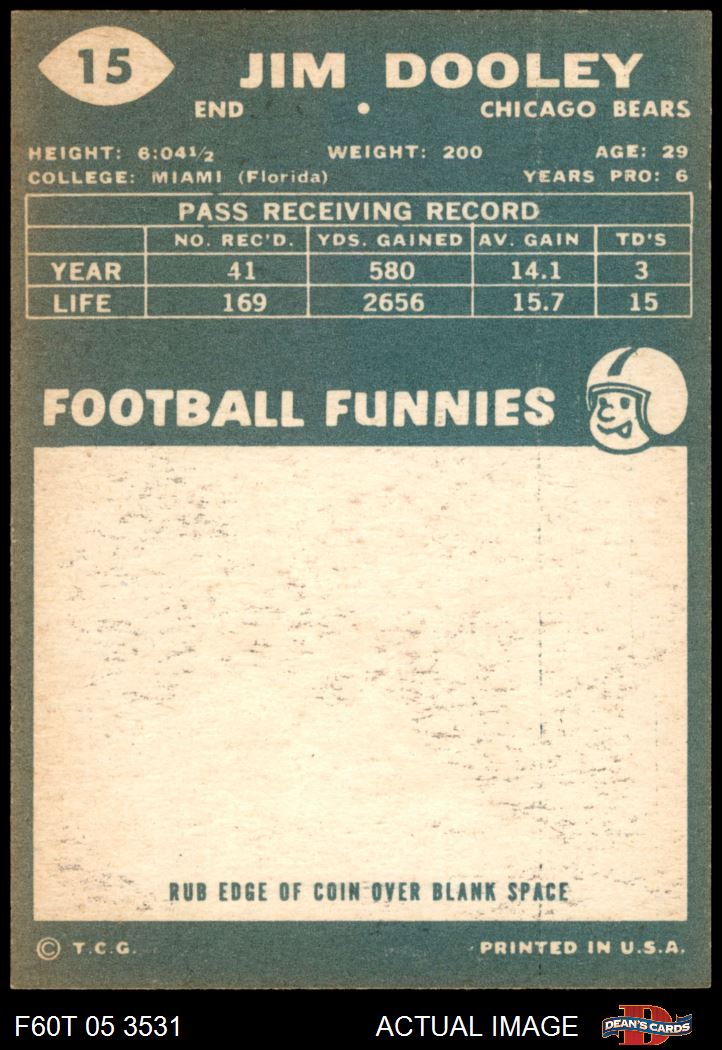 15
JIM DOOLEY
END • CHICAGO BEARS
HEIGHT: 6:04½ WEIGHT: 200 AGE: 29
COLLEGE: MIAMI (Florida) YEARS PRO: 6
PASS RECEIVING RECORD
NO. REC'D. YDS. GAINED AV. GAIN TD'S
YEAR 41 580 14.1 3
LIFE 169 2656 15.7 15
FOOTBALL FUNNIES
RUB EDGE OF COIN OVER BLANK SPACE
© T.C.G. PRINTED IN U.S.A.
F60T 05 3531 ACTUAL IMAGE D DEAN'S CARDS